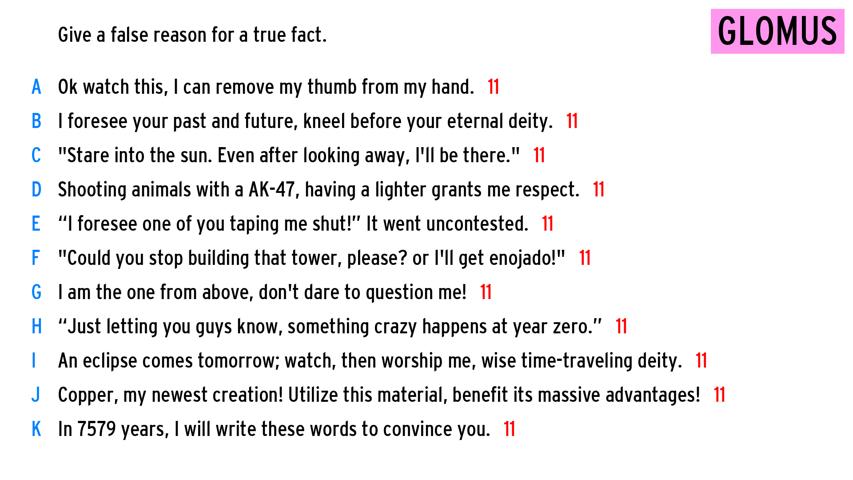 Give a false reason for a true fact.
GLOMUS
A Ok watch this, I can remove my thumb from my hand. 11
B I foresee your past and future, kneel before your eternal deity. 11
C "Stare into the sun. Even after looking away, I'll be there." 11
D Shooting animals with a AK-47, having a lighter grants me respect. 11
E “I foresee one of you taping me shut!” It went uncontested. 11
F "Could you stop building that tower, please? or I'll get enojado!" 11
G I am the one from above, don't dare to question me! 11
H “Just letting you guys know, something crazy happens at year zero.” 11
I An eclipse comes tomorrow; watch, then worship me, wise time-traveling deity. 11
J Copper, my newest creation! Utilize this material, benefit its massive advantages! 11
K In 7579 years, I will write these words to convince you. 11